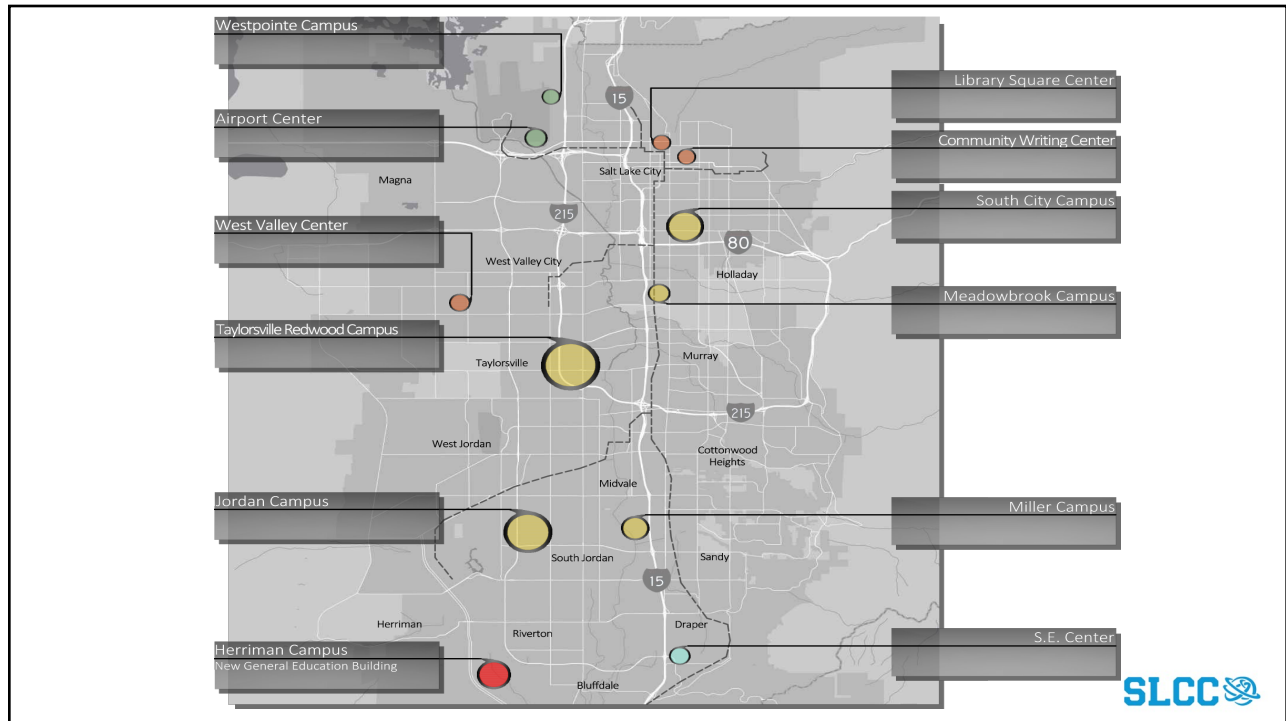 Westpointe Campus
Airport Center
West Valley Center
Taylorsville Redwood Campus
Jordan Campus
Herriman Campus
New General Education Building
15
Salt Lake City
Magna
215
80
West Valley City
Holladay
Taylorsville
Murray
215
West Jordan
Cottonwood
Heights
Midvale
South Jordan
Sandy
15
Herriman
Riverton
Draper
Bluffdale
Library Square Center
Community Writing Center
South City Campus
Meadowbrook Campus
Miller Campus
S.E. Center
SLCC